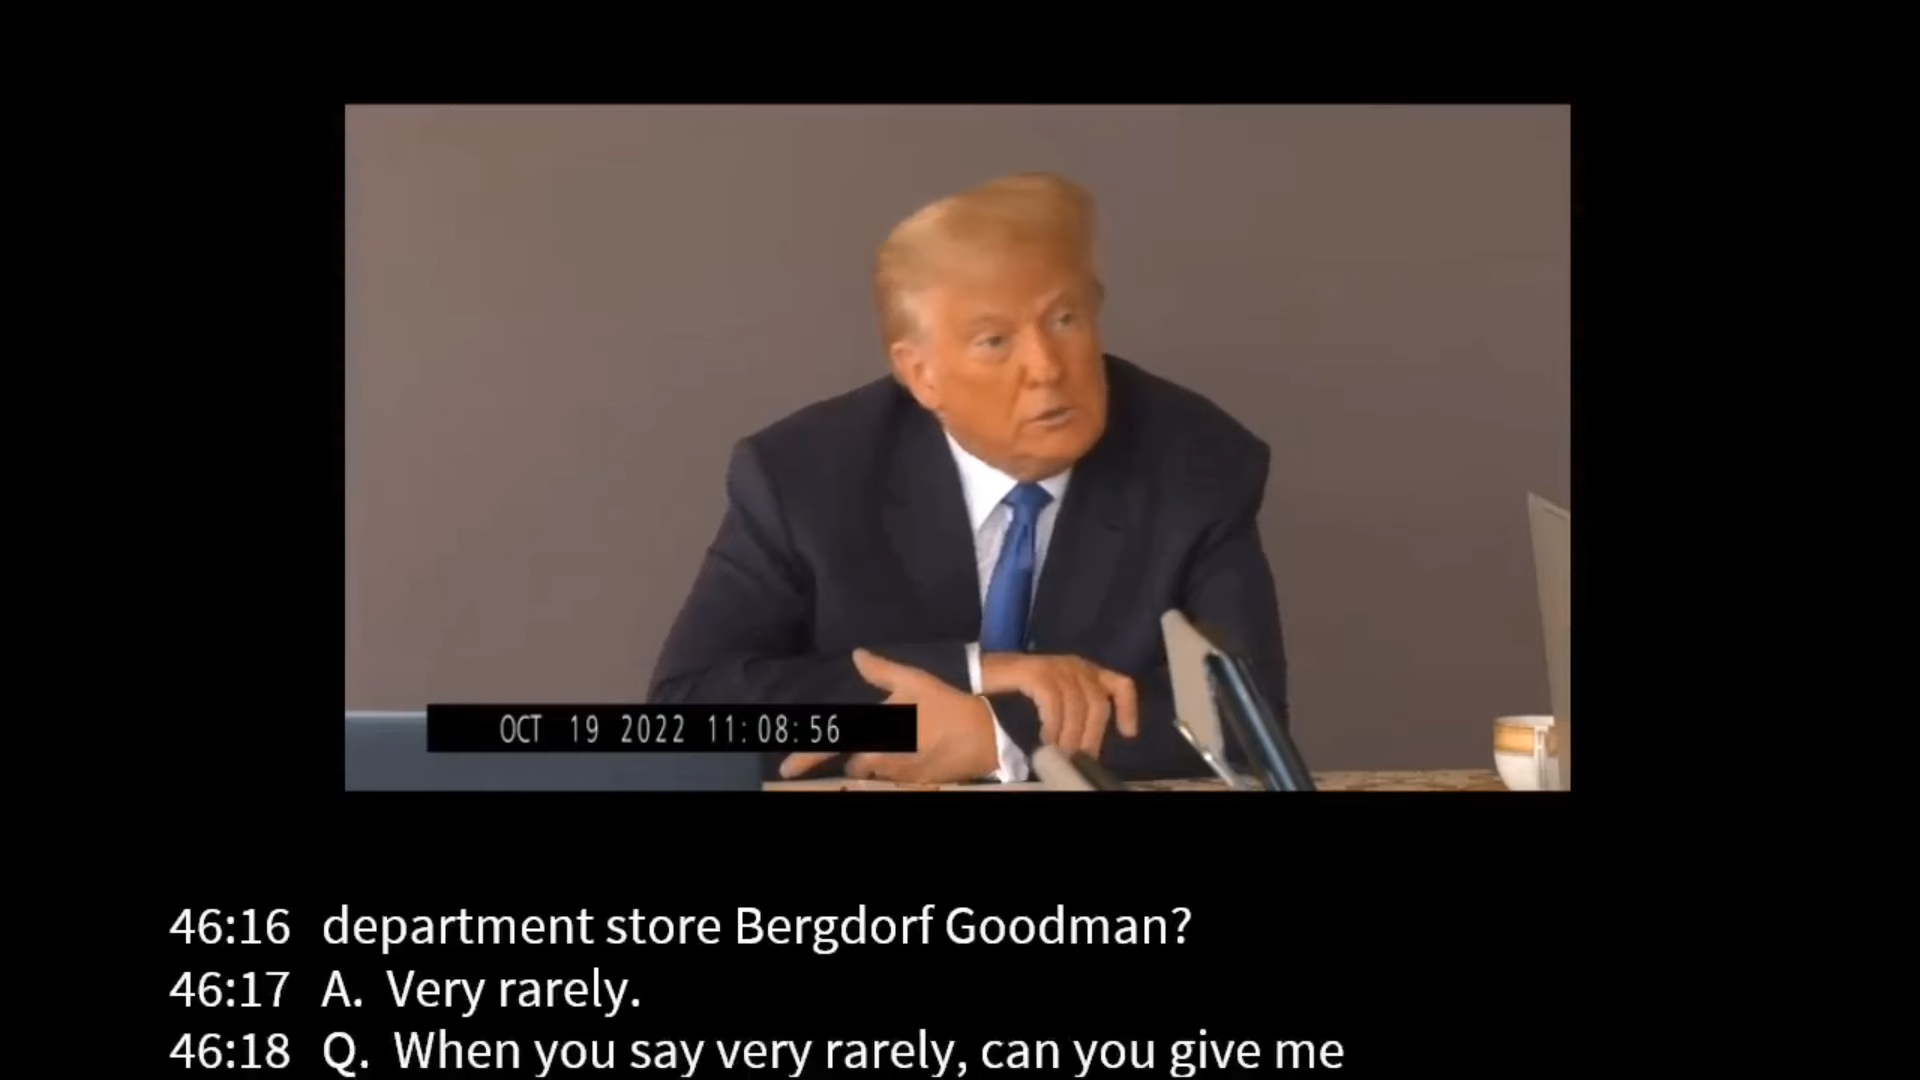 OCT 19 2022 11:08:56
46:16 department store Bergdorf Goodman?
46:17 A. Very rarely.
46:18 Q. When you say very rarely, can you give me